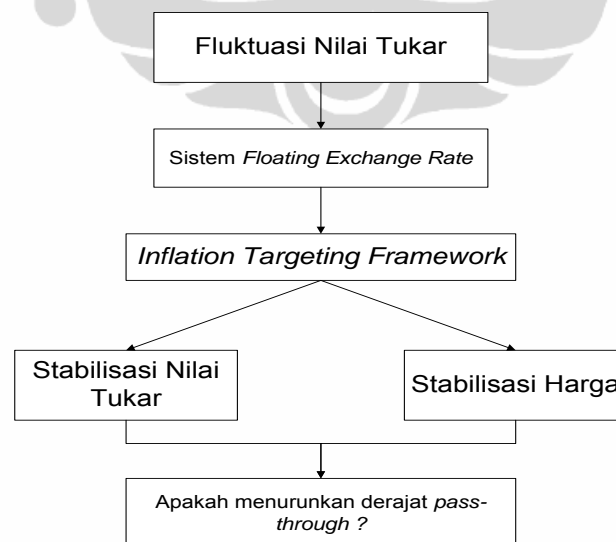 Fluktuasi Nilai Tukar
Sistem Floating Exchange Rate
Inflation Targeting Framework
Stabilisasi Nilai
Tukar
Stabilisasi Harga
Apakah menurunkan derajat pass-
through ?